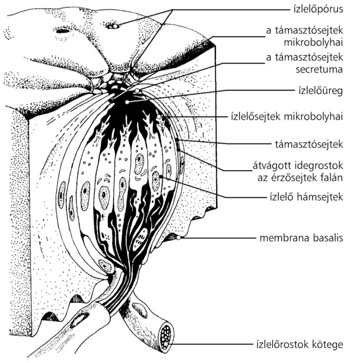 ízlelőpórus
a támasztósejtek
mikrobolyhai
a támasztósejtek
secretuma
ízlelőüreg
ízlelősejtek mikrobolyhai
támasztósejtek
átvágott idegrostok
az érzősejtek falán
ízlelő hámsejtek
membrana basalis
ízlelőrostok kötege